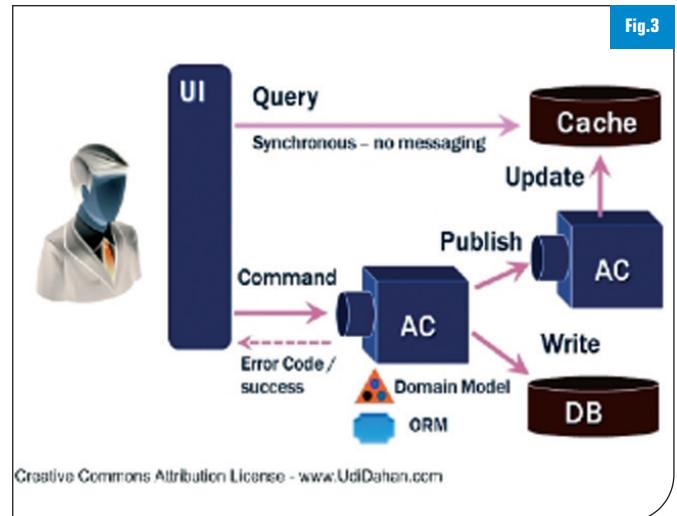 Fig.3
UI
Query
Cache
Synchronous – no messaging
Update
Publish
AC
Command
AC
Write
Error Code /
success
Domain Model
DB
ORM
Creative Commons Attribution License - www.UdiDahan.com